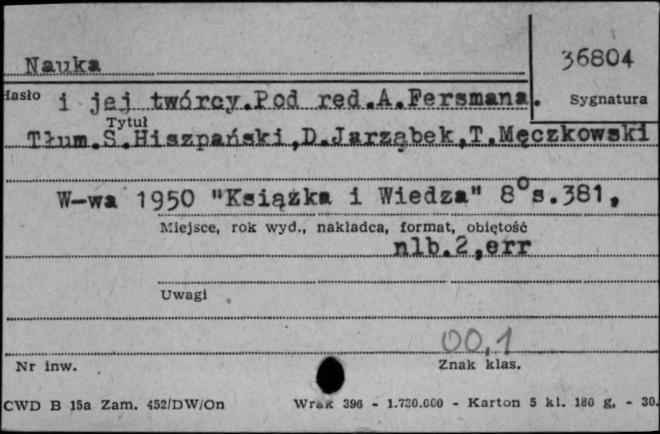 Nauka
36804
Hasło i jej twórcy.Pod red.A.Fersmana.
Sygnatura
Tytuł
Tłum.S.Hiszpański,D.Jarząbek,T.Męczkowski
W-wa 1950 "Książka i Wiedza" 8°s.381,
Miejsce, rok wyd., nakładca, format, obiętość
nlb.2,err
Uwagi
00,1
Nr inw.
Znak klas.
CWD B 15a Zam. 452/DW/On Wrak 396 - 1.730.000 - Karton 5 kl. 180 g, - 30.